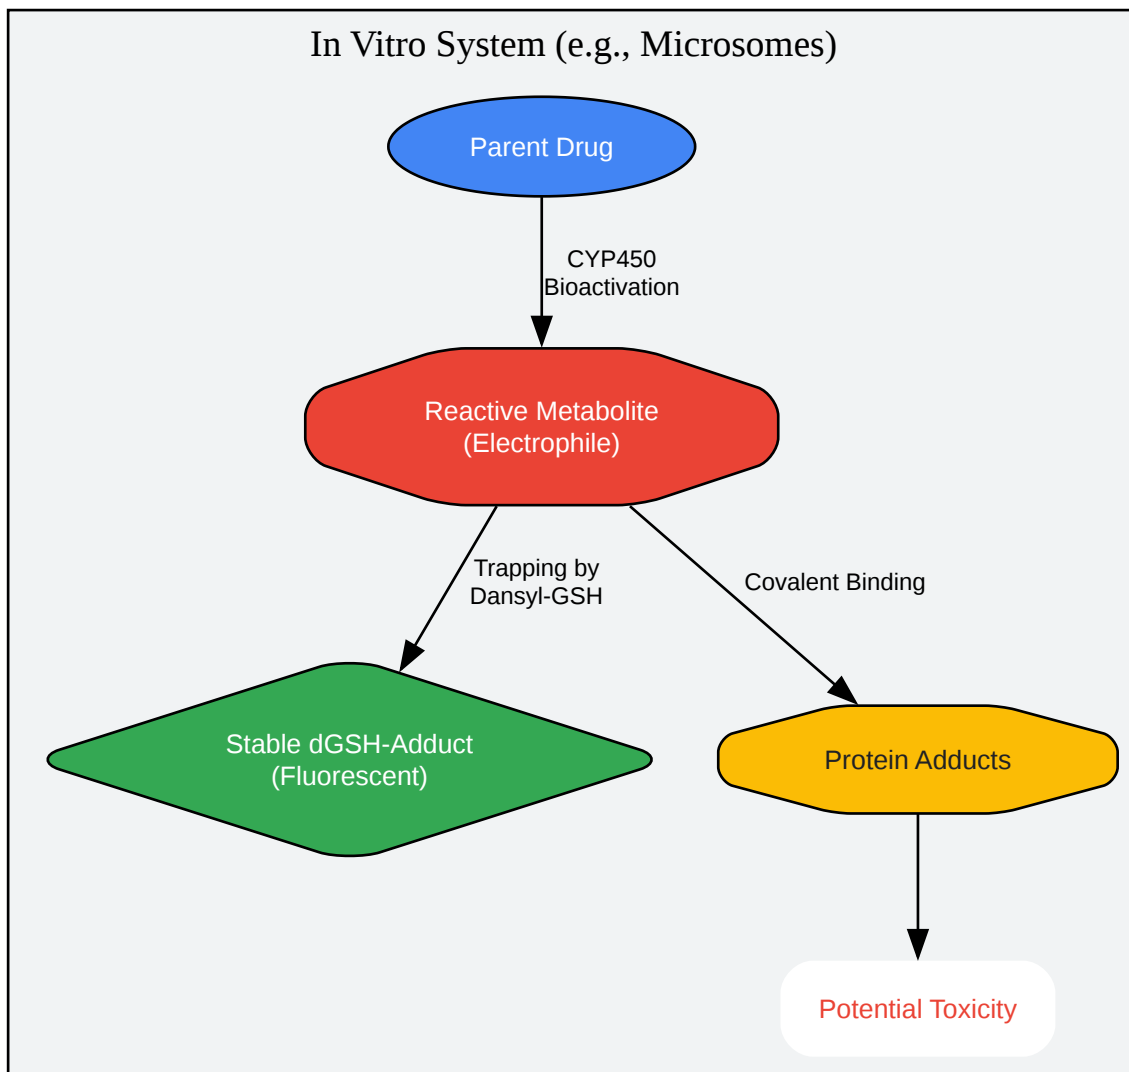 In Vitro System (e.g., Microsomes)
Parent Drug
CYP450
Bioactivation
Reactive Metabolite
(Electrophile)
Trapping by
Dansyl-GSH
Covalent Binding
Stable dGSH-Adduct
(Fluorescent)
Protein Adducts
Potential Toxicity